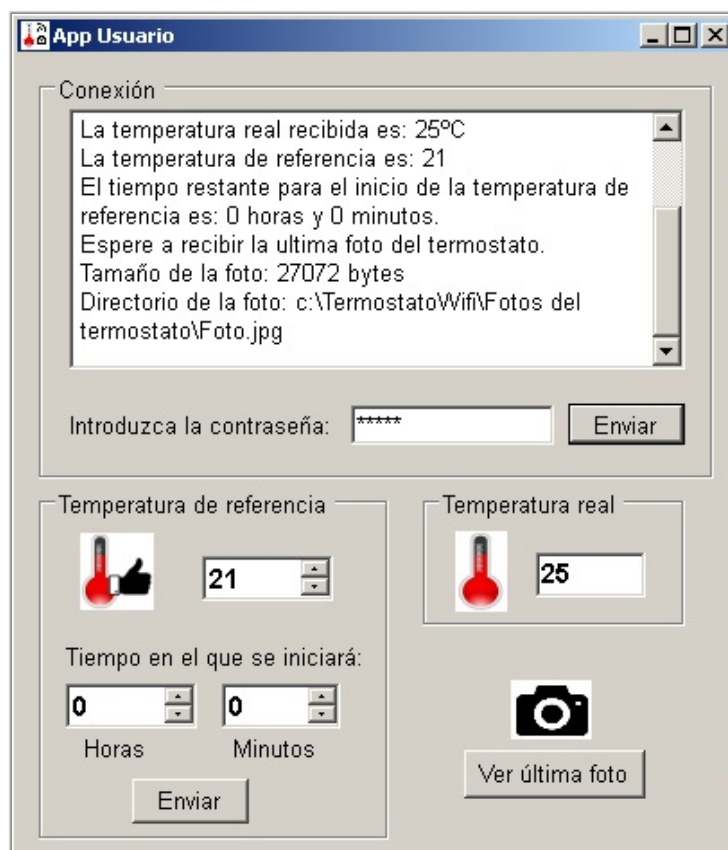 App Usuario
Conexión
La temperatura real recibida es: 25ºC
La temperatura de referencia es: 21
El tiempo restante para el inicio de la temperatura de
referencia es: 0 horas y 0 minutos.
Espere a recibir la ultima foto del termostato.
Tamaño de la foto: 27072 bytes
Directorio de la foto: c:\TermostatoWifi\Fotos del
termostato\Foto.jpg
Introduzca la contraseña: ***** Enviar
Temperatura de referencia
21
Tiempo en el que se iniciará:
0 0
Horas Minutos
Enviar
Temperatura real
25
Ver última foto